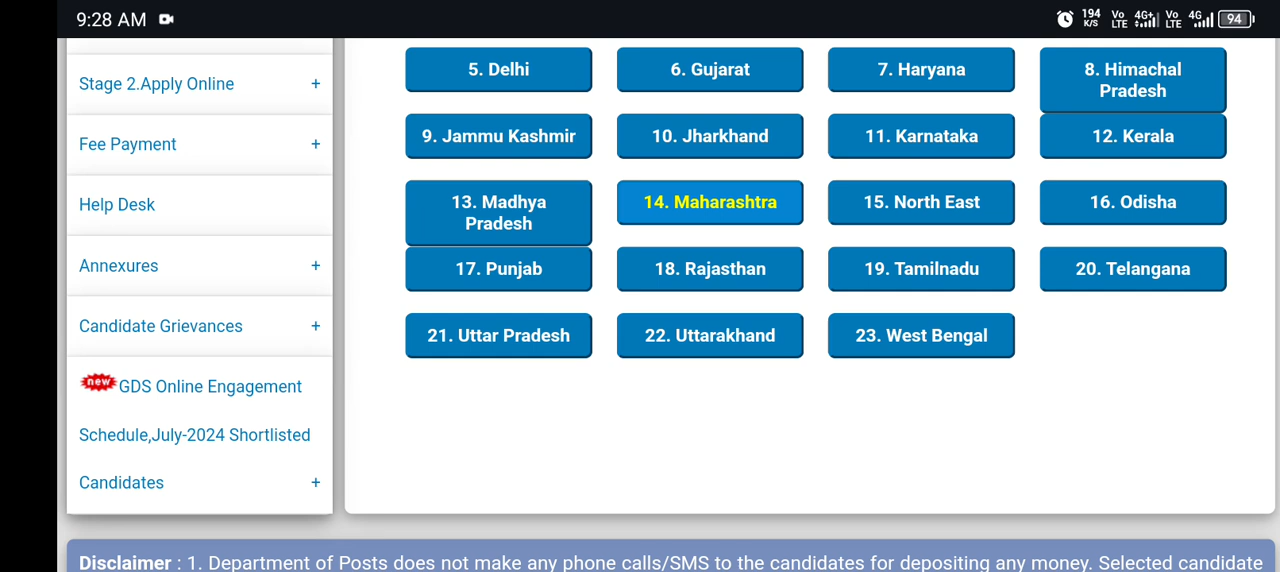 9:28 AM
194 K/S Vo LTE 4G+ Vo LTE 4G 94
Stage 2.Apply Online +
Fee Payment +
Help Desk
Annexures +
Candidate Grievances +
new GDS Online Engagement
Schedule,July-2024 Shortlisted
Candidates +
5. Delhi
6. Gujarat
7. Haryana
8. Himachal
Pradesh
9. Jammu Kashmir
10. Jharkhand
11. Karnataka
12. Kerala
13. Madhya
Pradesh
14. Maharashtra
15. North East
16. Odisha
17. Punjab
18. Rajasthan
19. Tamilnadu
20. Telangana
21. Uttar Pradesh
22. Uttarakhand
23. West Bengal
Disclaimer : 1. Department of Posts does not make any phone calls/SMS to the candidates for depositing any money. Selected candidate